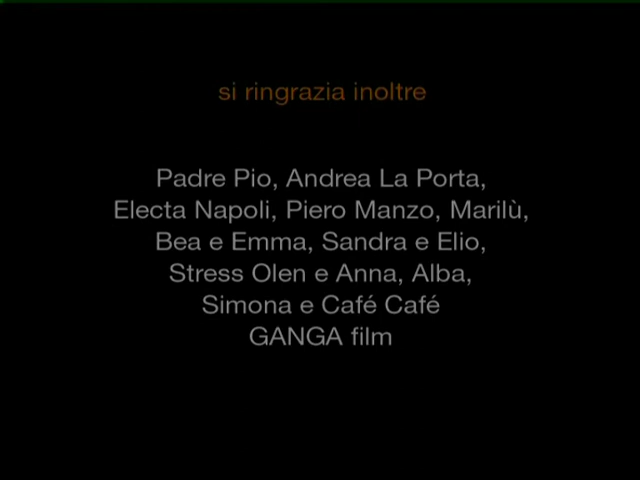 si ringrazia inoltre
Padre Pio, Andrea La Porta,
Electa Napoli, Piero Manzo, Marilù,
Bea e Emma, Sandra e Elio,
Stress Olen e Anna, Alba,
Simona e Café Café
GANGA film